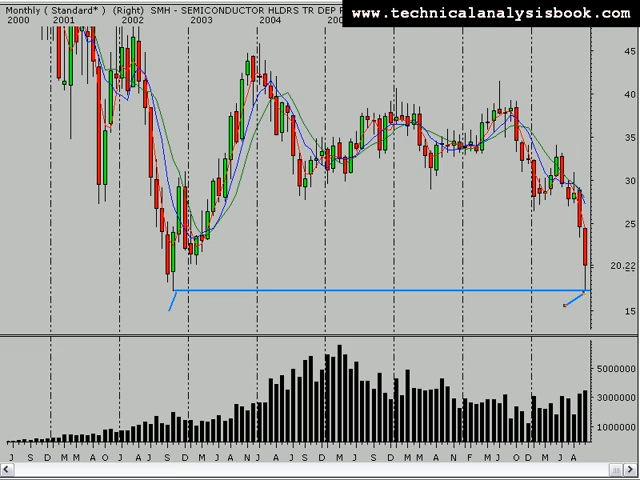 Monthly ( Standard* ) (Right) SMH - SEMICONDUCTOR HLDRS TR DEP
www.technicalanalysisbook.com
2000 2001 2002 2003 2004
45
40
35
30
25
20.22
15
5000000
3000000
1000000
J S D M M A O J A M J S D M J A O J A M J S D M J A O D A M J S N J A M J O D M J A